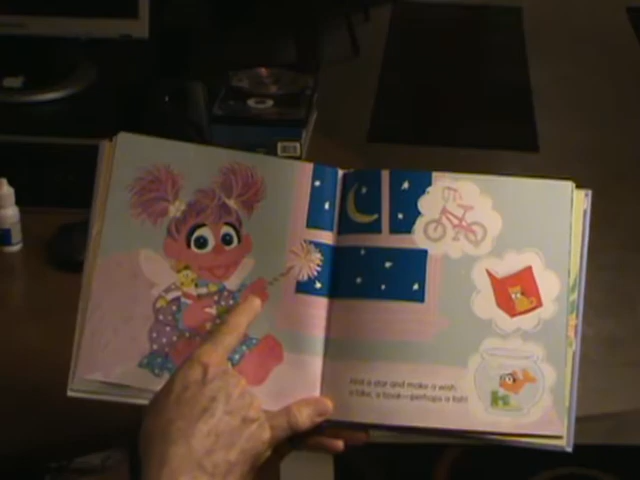 Find a star and make a wish:
a bike, a book—perhaps a fish!